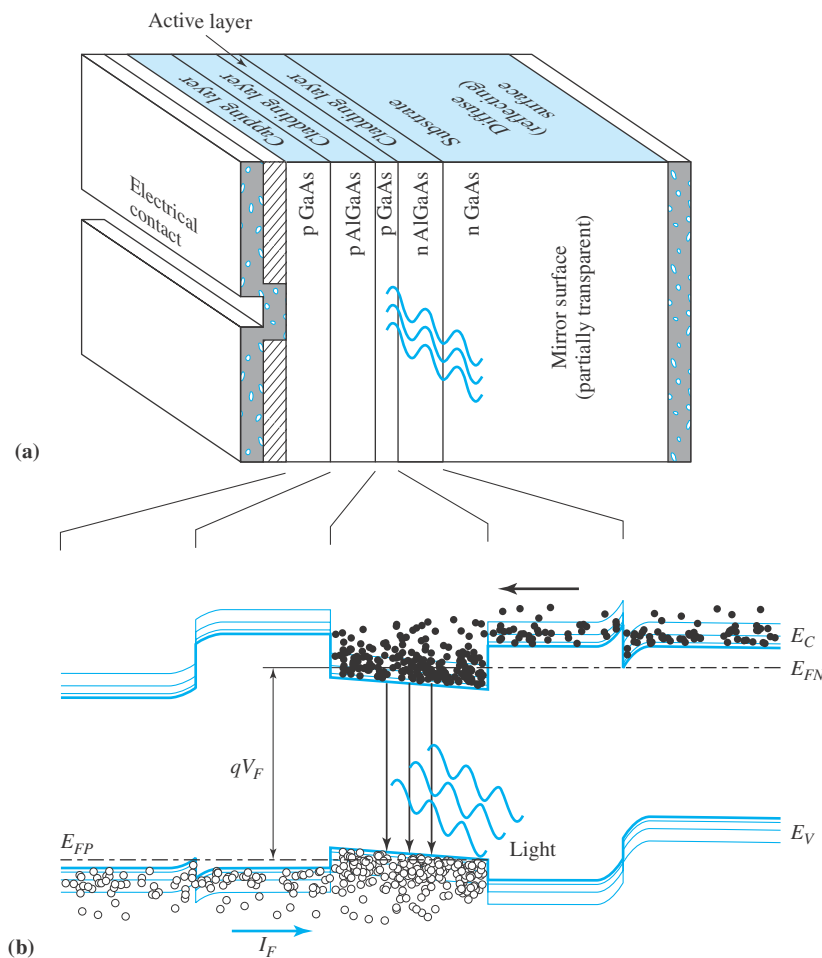 Active layer
Capping layer
Cladding layer
Cladding layer
Substrate
Diffuse
(reflecting)
surface
Electrical
contact
p GaAs
p AlGaAs
p GaAs
n AlGaAs
n GaAs
Mirror surface
(partially transparent)
(a)
E_C
E_FN
qV_F
E_FP
E_V
Light
I_F
(b)